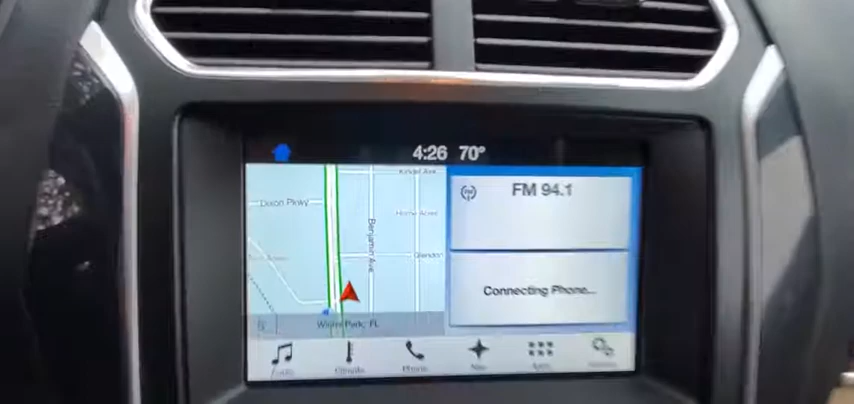 4:26 70°
FM 94.1
Dixon Pkwy
Benjamin Ave
Connecting Phone...
Winter Park, FL
Audio Climate Phone Nav Apps